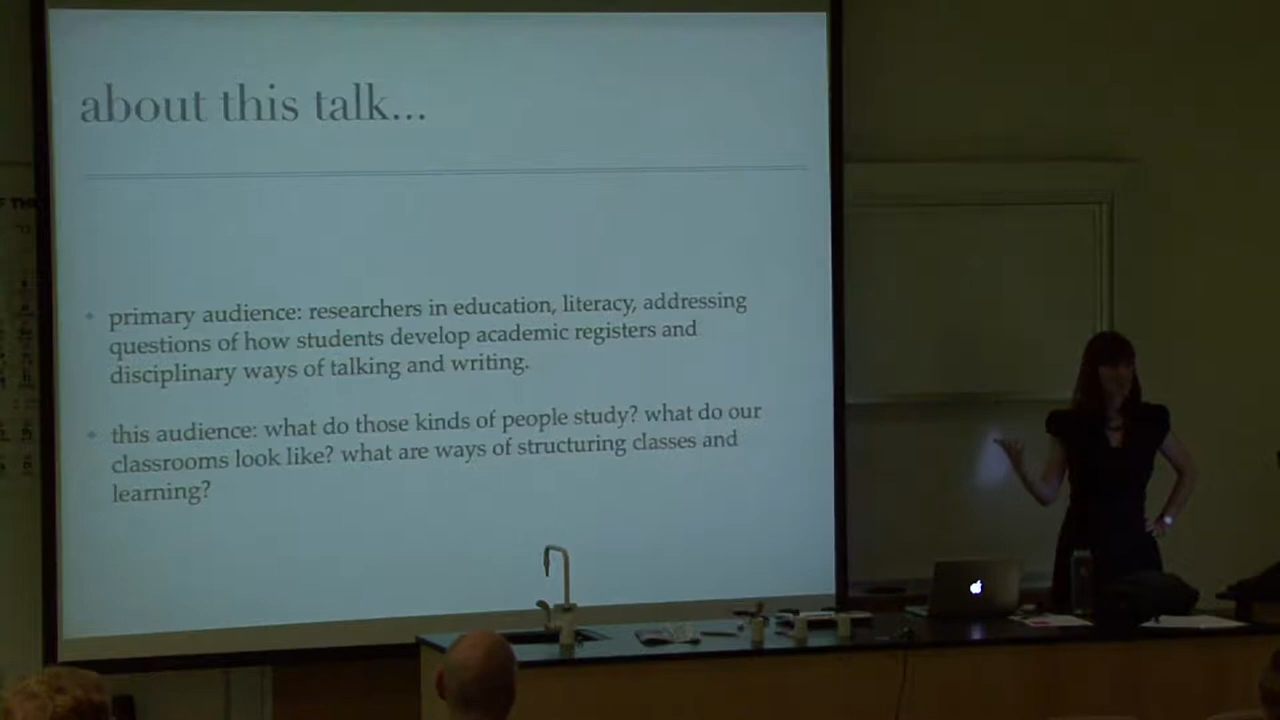 about this talk...
primary audience: researchers in education, literacy, addressing
questions of how students develop academic registers and
disciplinary ways of talking and writing.
this audience: what do those kinds of people study? what do our
classrooms look like? what are ways of structuring classes and
learning?